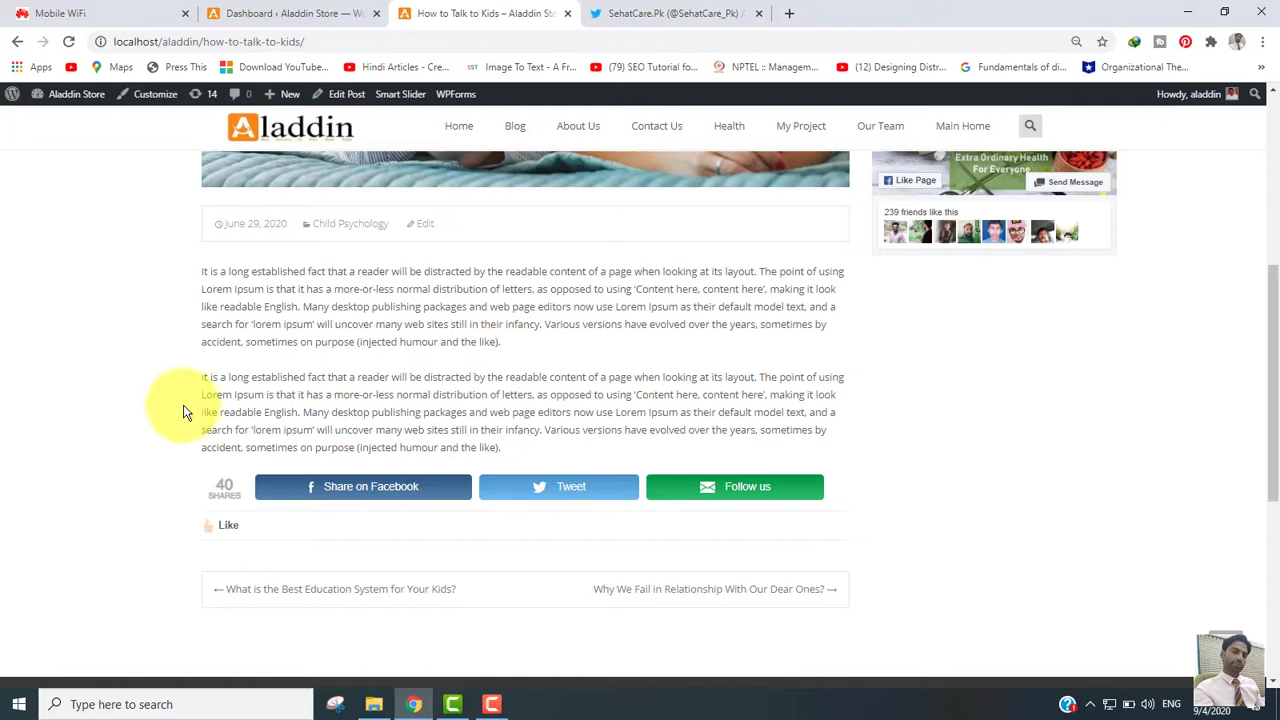 Mobile WiFi
Dashboard ‹ Aladdin Store — Wo
How to Talk to Kids – Aladdin Sto
SehatCare.Pk (@SehatCare_Pk) /
localhost/aladdin/how-to-talk-to-kids/
Apps
Maps
Press This
Download YouTube...
Hindi Articles - Cre...
SST
Image To Text - A Fr...
(79) SEO Tutorial fo...
NPTEL :: Managem...
(12) Designing Distr...
Fundamentals of di...
Organizational The...
Aladdin Store
Customize
14
0
New
Edit Post
Smart Slider
WPForms
Howdy, aladdin
Aladdin
Home
Blog
About Us
Contact Us
Health
My Project
Our Team
Main Home
Extra Ordinary Health
For Everyone
Like Page
Send Message
239 friends like this
June 29, 2020
Child Psychology
Edit
It is a long established fact that a reader will be distracted by the readable content of a page when looking at its layout. The point of using
Lorem Ipsum is that it has a more-or-less normal distribution of letters, as opposed to using ‘Content here, content here’, making it look
like readable English. Many desktop publishing packages and web page editors now use Lorem Ipsum as their default model text, and a
search for ‘lorem ipsum’ will uncover many web sites still in their infancy. Various versions have evolved over the years, sometimes by
accident, sometimes on purpose (injected humour and the like).
It is a long established fact that a reader will be distracted by the readable content of a page when looking at its layout. The point of using
Lorem Ipsum is that it has a more-or-less normal distribution of letters, as opposed to using ‘Content here, content here’, making it look
like readable English. Many desktop publishing packages and web page editors now use Lorem Ipsum as their default model text, and a
search for ‘lorem ipsum’ will uncover many web sites still in their infancy. Various versions have evolved over the years, sometimes by
accident, sometimes on purpose (injected humour and the like).
40
SHARES
Share on Facebook
Tweet
Follow us
Like
← What is the Best Education System for Your Kids?
Why We Fail in Relationship With Our Dear Ones? →
Type here to search
ENG
9/4/2020